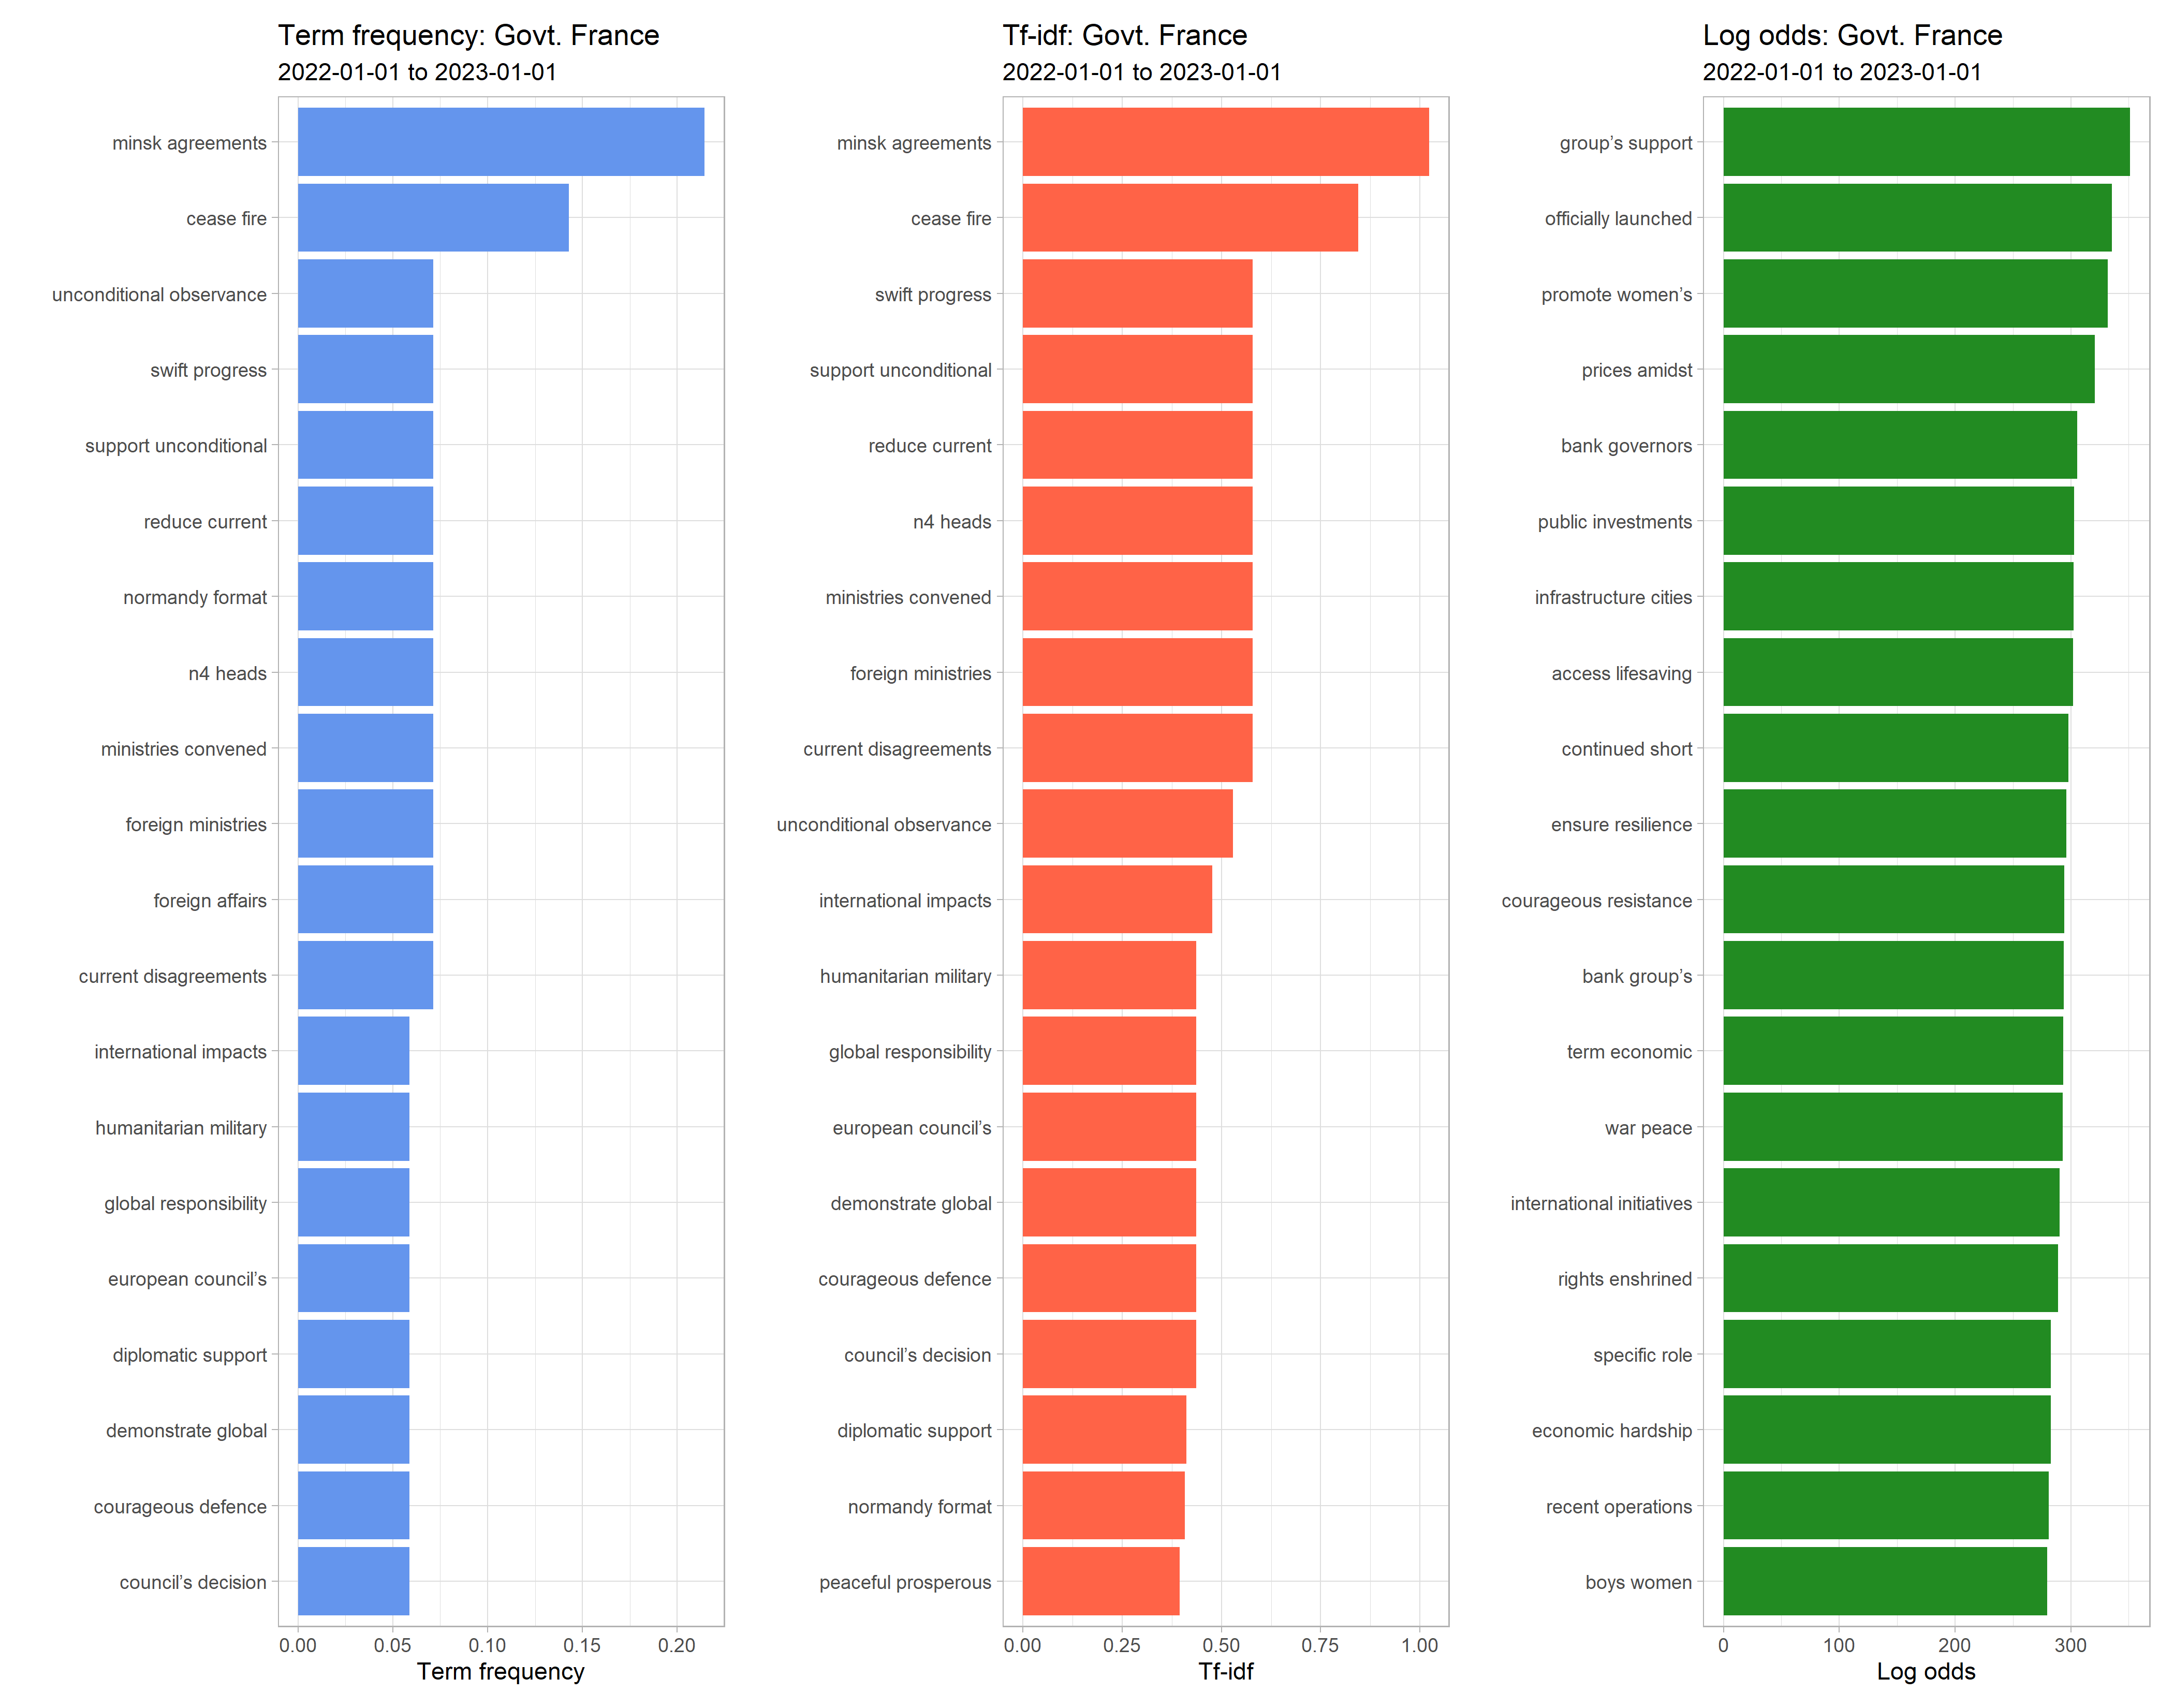 Term frequency: Govt. France
2022-01-01 to 2023-01-01
minsk agreements
cease fire
unconditional observance
swift progress
support unconditional
reduce current
normandy format
n4 heads
ministries convened
foreign ministries
foreign affairs
current disagreements
international impacts
humanitarian military
global responsibility
european council’s
diplomatic support
demonstrate global
courageous defence
council’s decision
0.00 0.05 0.10 0.15 0.20
Term frequency
Tf-idf: Govt. France
2022-01-01 to 2023-01-01
minsk agreements
cease fire
swift progress
support unconditional
reduce current
n4 heads
ministries convened
foreign ministries
current disagreements
unconditional observance
international impacts
humanitarian military
global responsibility
european council’s
demonstrate global
courageous defence
council’s decision
diplomatic support
normandy format
peaceful prosperous
0.00 0.25 0.50 0.75 1.00
Tf-idf
Log odds: Govt. France
2022-01-01 to 2023-01-01
group’s support
officially launched
promote women’s
prices amidst
bank governors
public investments
infrastructure cities
access lifesaving
continued short
ensure resilience
courageous resistance
bank group’s
term economic
war peace
international initiatives
rights enshrined
specific role
economic hardship
recent operations
boys women
0 100 200 300
Log odds